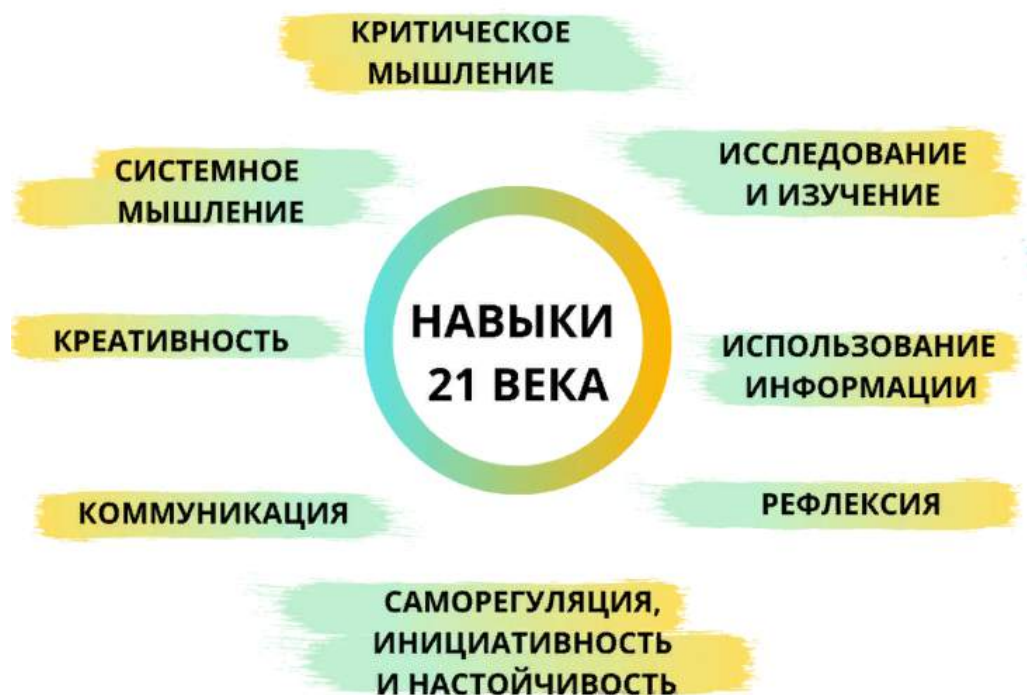 КРИТИЧЕСКОЕ
МЫШЛЕНИЕ
СИСТЕМНОЕ
МЫШЛЕНИЕ
ИССЛЕДОВАНИЕ
И ИЗУЧЕНИЕ
НАВЫКИ
21 ВЕКА
КРЕАТИВНОСТЬ
ИСПОЛЬЗОВАНИЕ
ИНФОРМАЦИИ
КОММУНИКАЦИЯ
РЕФЛЕКСИЯ
САМОРЕГУЛЯЦИЯ,
ИНИЦИАТИВНОСТЬ
И НАСТОЙЧИВОСТЬ